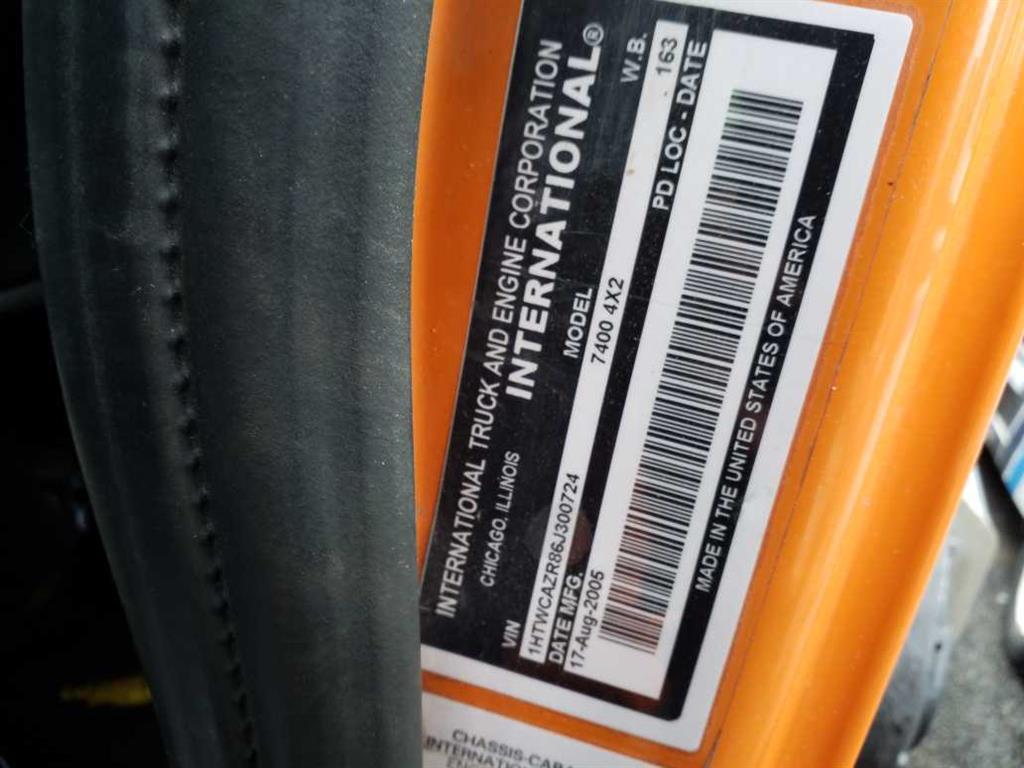 INTERNATIONAL TRUCK AND ENGINE CORPORATION
CHICAGO, ILLINOIS INTERNATIONAL®
VIN MODEL W.B.
1HTWCAZR86J300724 7400 4X2 163
DATE MFG. PD LOC - DATE
17-Aug-2005
MADE IN THE UNITED STATES OF AMERICA
CHASSIS-CAB
INTERNATION